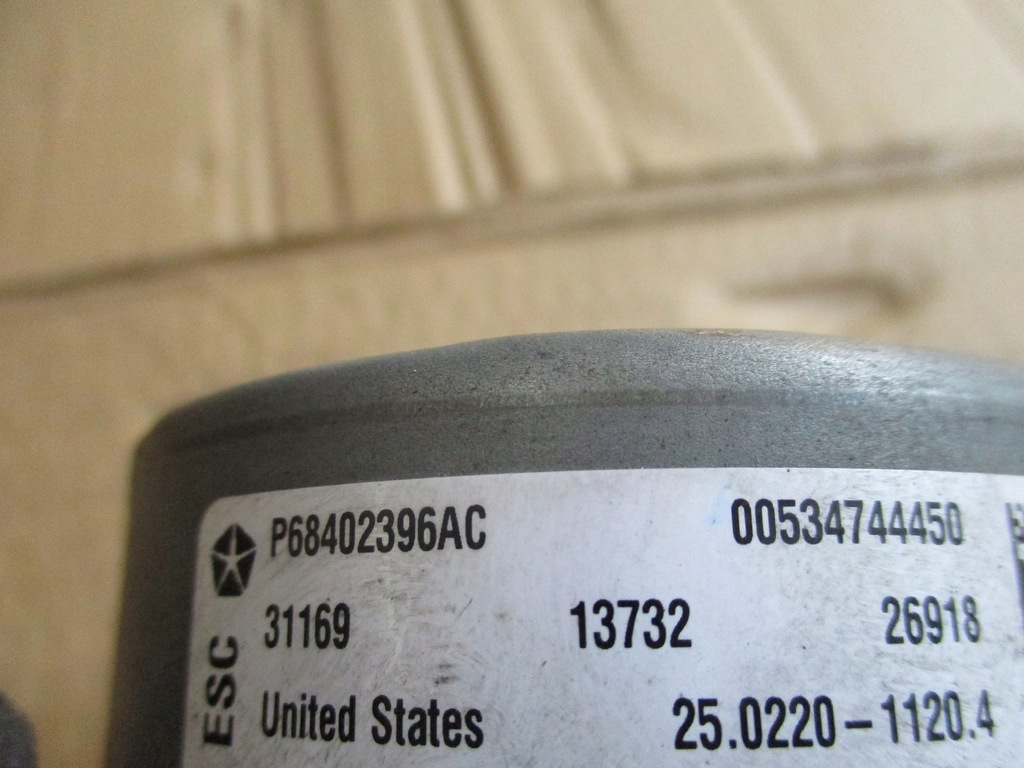 P68402396AC 00534744450
31169 13732 26918
ESC
United States 25.0220-1120.4